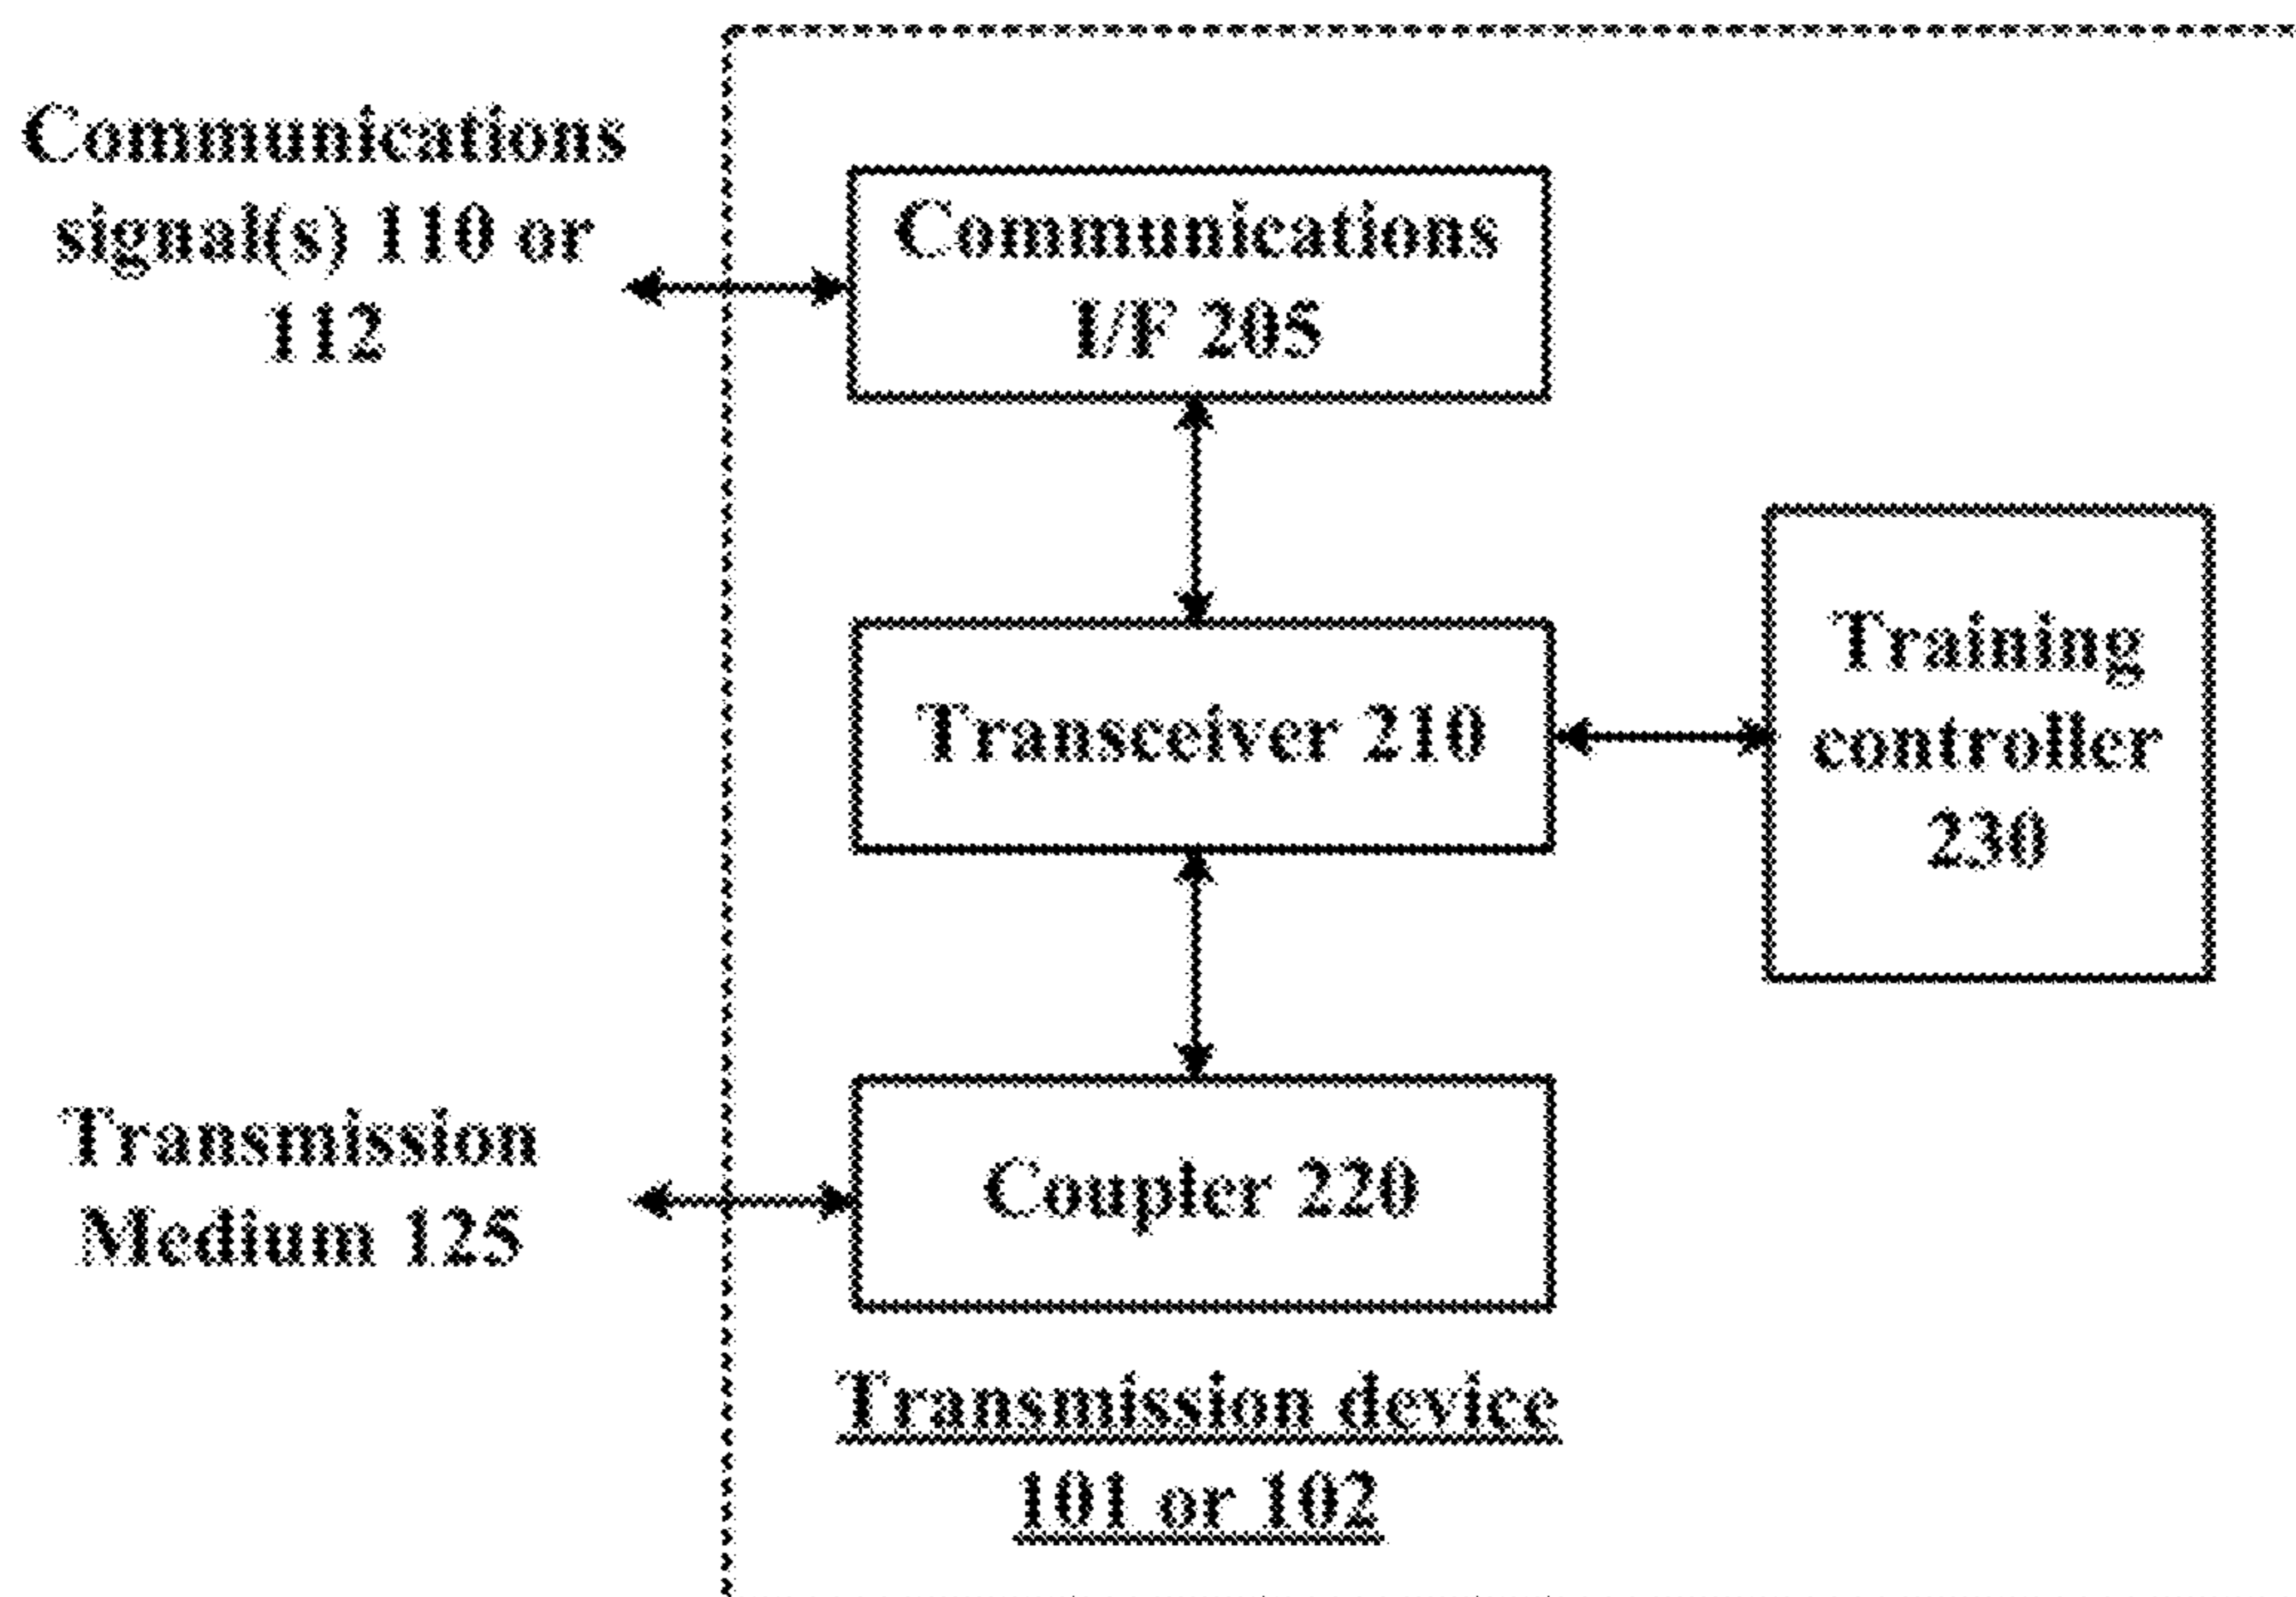 Communications
signal(s) 110 or
112
Communications
I/F 205
Transceiver 210
Training
controller
230
Transmission
Medium 125
Coupler 220
Transmission device
101 or 102